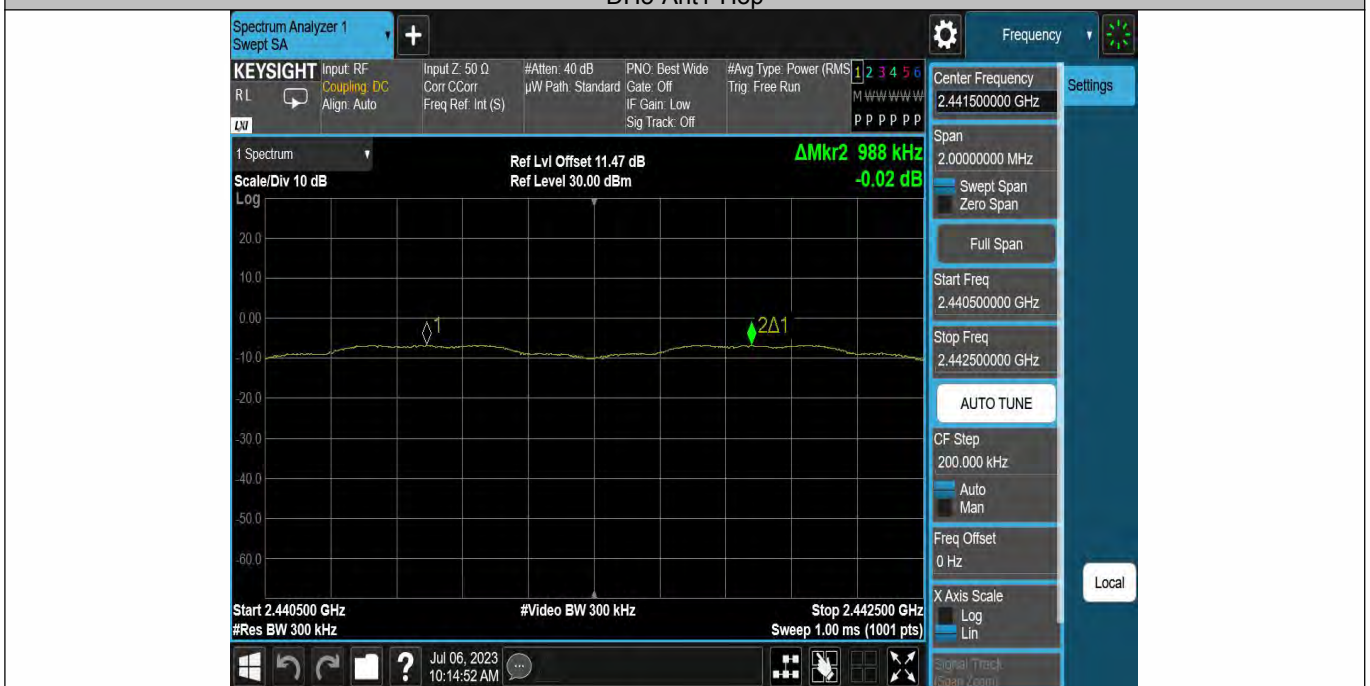 Spectrum Analyzer 1
Swept SA
Frequency
KEYSIGHT
RL
LXI
Input: RF
Coupling: DC
Align: Auto
Input Z: 50 Ω
Corr CCorr
Freq Ref: Int (S)
#Atten: 40 dB
µW Path: Standard
PNO: Best Wide
Gate: Off
IF Gain: Low
Sig Track: Off
#Avg Type: Power (RMS
Trig: Free Run
1 2 3 4 5 6
M W W W W W
P P P P P P
1 Spectrum
Scale/Div 10 dB
Log
Ref Lvl Offset 11.47 dB
Ref Level 30.00 dBm
ΔMkr2 988 kHz
-0.02 dB
20.0
10.0
0.00
-10.0
-20.0
-30.0
-40.0
-50.0
-60.0
1
2Δ1
Start 2.440500 GHz
#Res BW 300 kHz
#Video BW 300 kHz
Stop 2.442500 GHz
Sweep 1.00 ms (1001 pts)
Jul 06, 2023
10:14:52 AM
Center Frequency
2.441500000 GHz
Settings
Span
2.00000000 MHz
Swept Span
Zero Span
Full Span
Start Freq
2.440500000 GHz
Stop Freq
2.442500000 GHz
AUTO TUNE
CF Step
200.000 kHz
Auto
Man
Freq Offset
0 Hz
X Axis Scale
Log
Lin
Signal Track
(Span Zoom)
Local